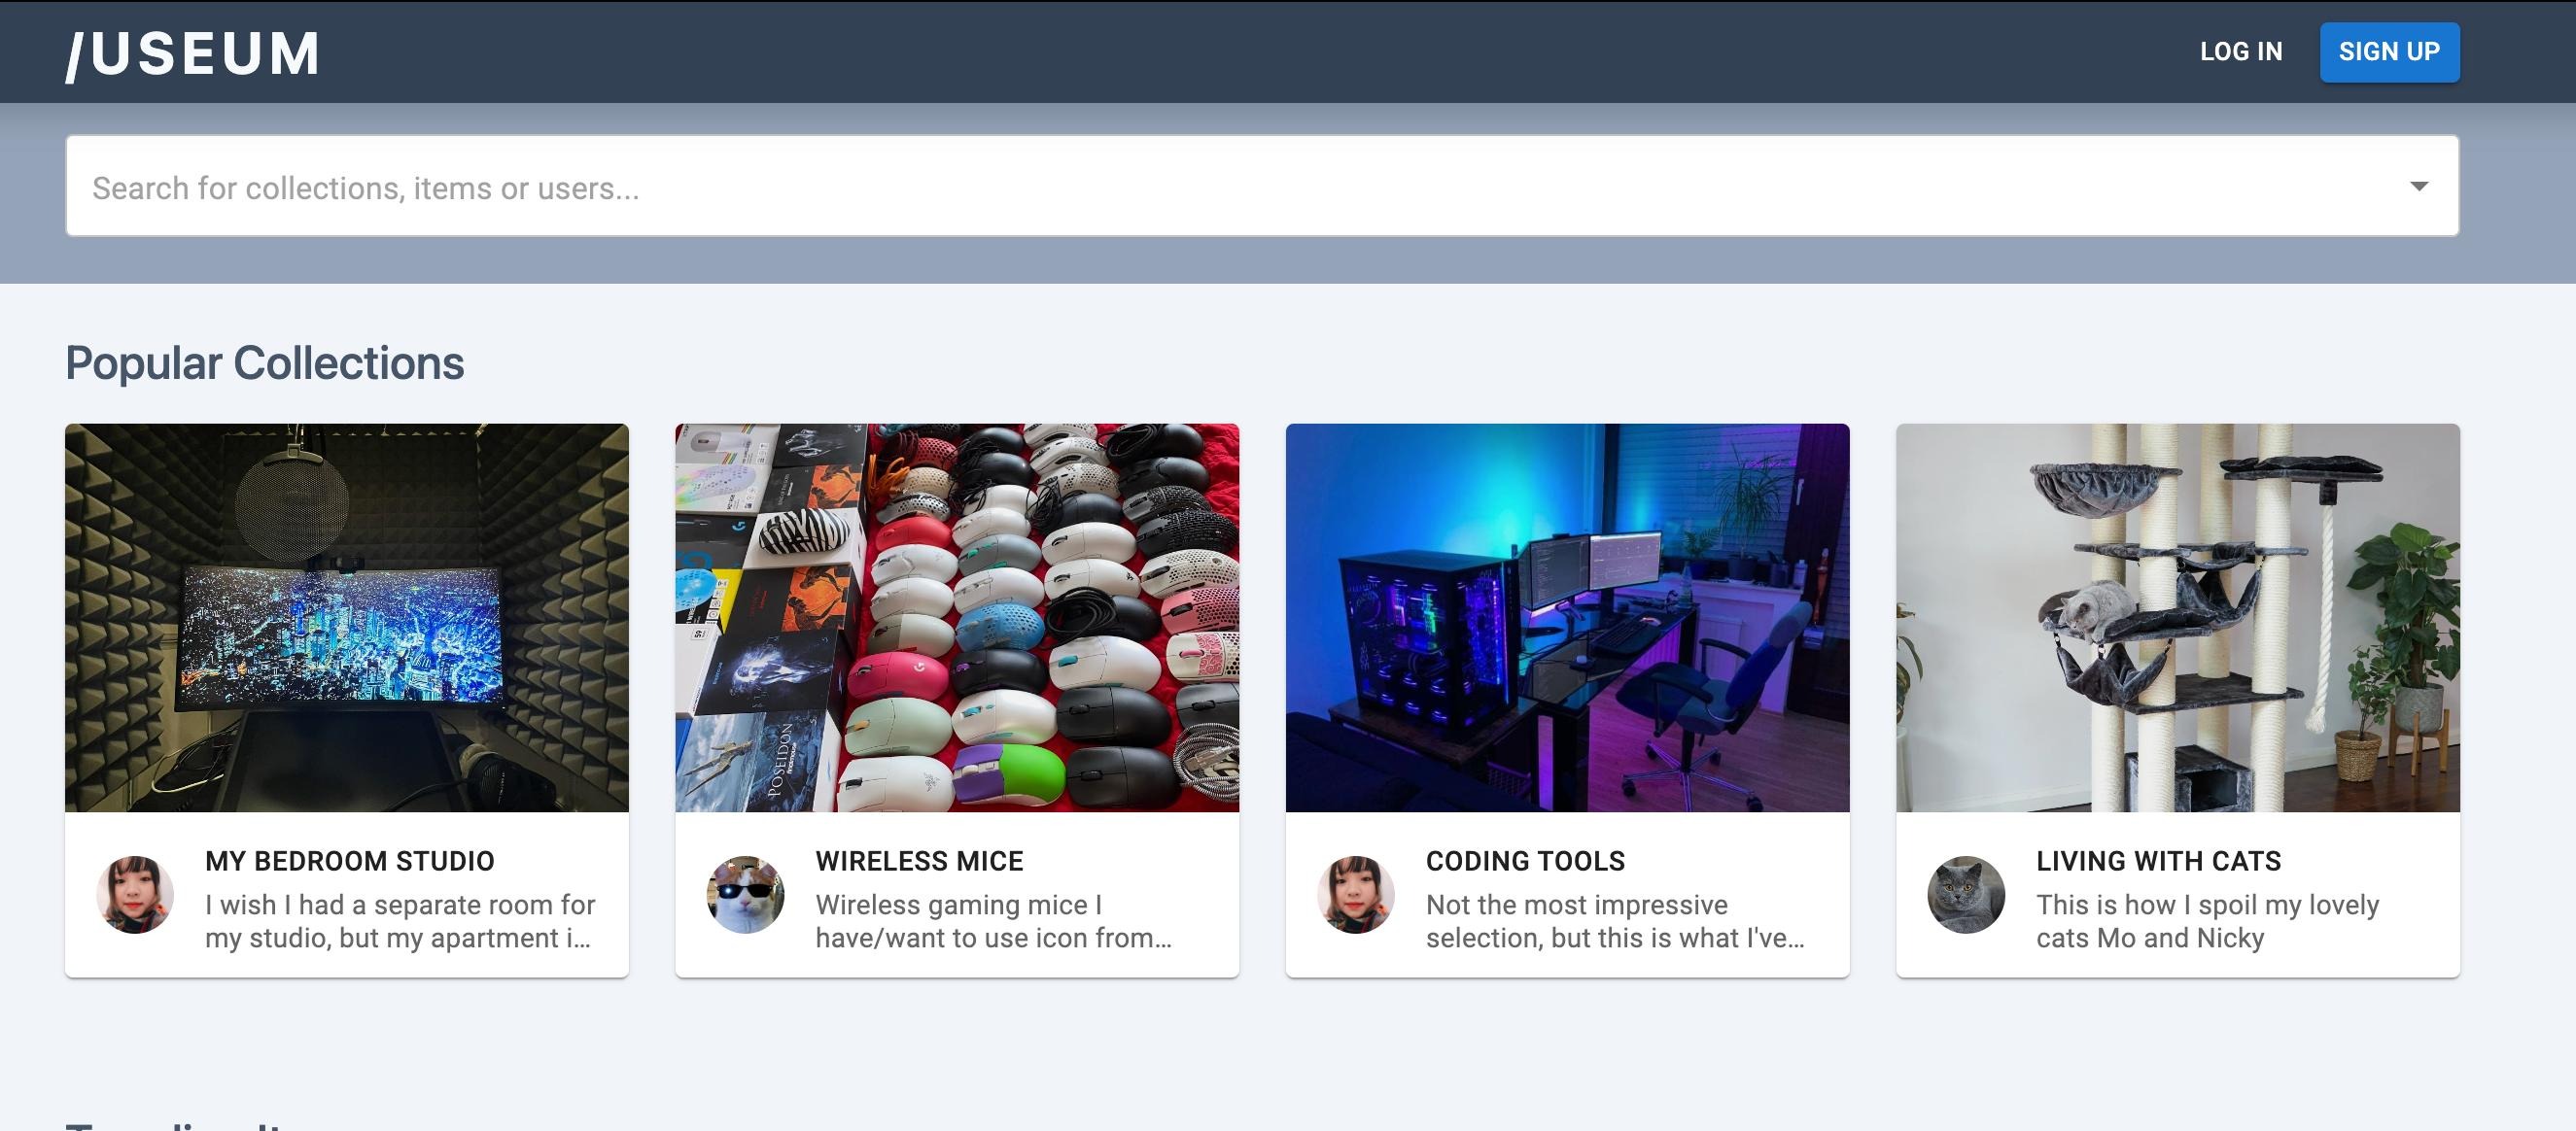 /USEUM
LOG IN
SIGN UP
Search for collections, items or users...
Popular Collections
POSEIDON
MY BEDROOM STUDIO
I wish I had a separate room for
my studio, but my apartment i...
WIRELESS MICE
Wireless gaming mice I
have/want to use icon from...
CODING TOOLS
Not the most impressive
selection, but this is what I've...
LIVING WITH CATS
This is how I spoil my lovely
cats Mo and Nicky